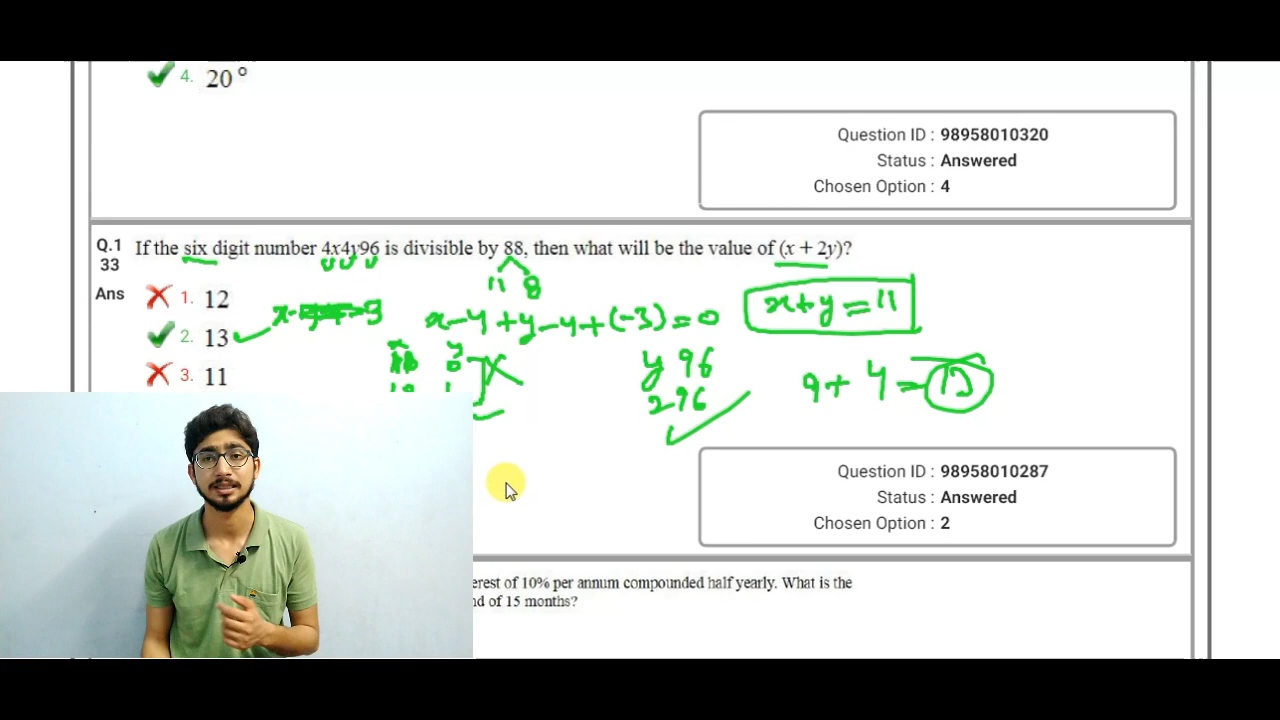 4. 20°
Question ID : 98958010320
Status : Answered
Chosen Option : 4
Q.1 If the six digit number 4x4y96 is divisible by 88, then what will be the value of (x + 2y)?
33
11 8
Ans 1. 12
x-y+y-y+(-3)=0 x+y=11
2. 13
x y
0
y 96
3. 11
10 1
296
9+ 4=13
Question ID : 98958010287
Status : Answered
Chosen Option : 2
erest of 10% per annum compounded half yearly. What is the
nd of 15 months?